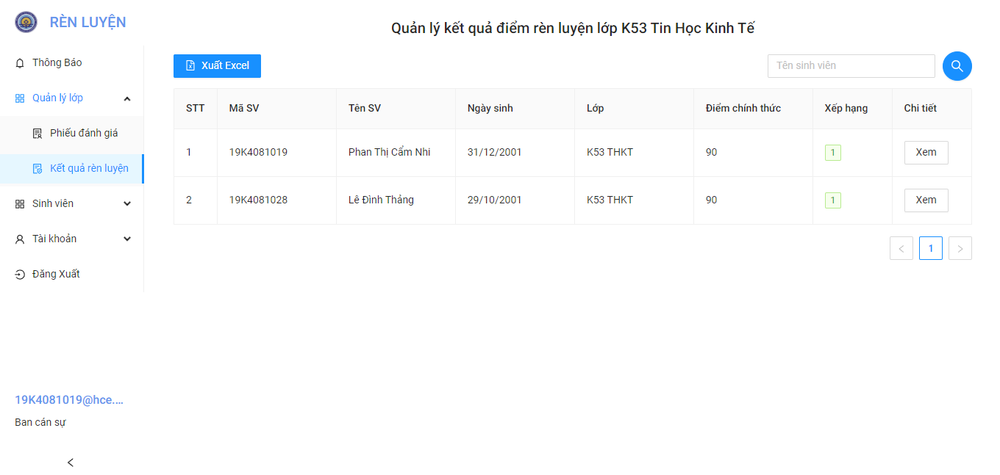 RÈN LUYỆN
Quản lý kết quả điểm rèn luyện lớp K53 Tin Học Kinh Tế
Thông Báo
Quản lý lớp
Phiếu đánh giá
Kết quả rèn luyện
Sinh viên
Tài khoản
Đăng Xuất
19K4081019@hce....
Ban cán sự
Xuất Excel
Tên sinh viên
STT Mã SV Tên SV Ngày sinh Lớp Điểm chính thức Xếp hạng Chi tiết
1 19K4081019 Phan Thị Cẩm Nhi 31/12/2001 K53 THKT 90 1 Xem
2 19K4081028 Lê Đình Thảng 29/10/2001 K53 THKT 90 1 Xem
< 1 >